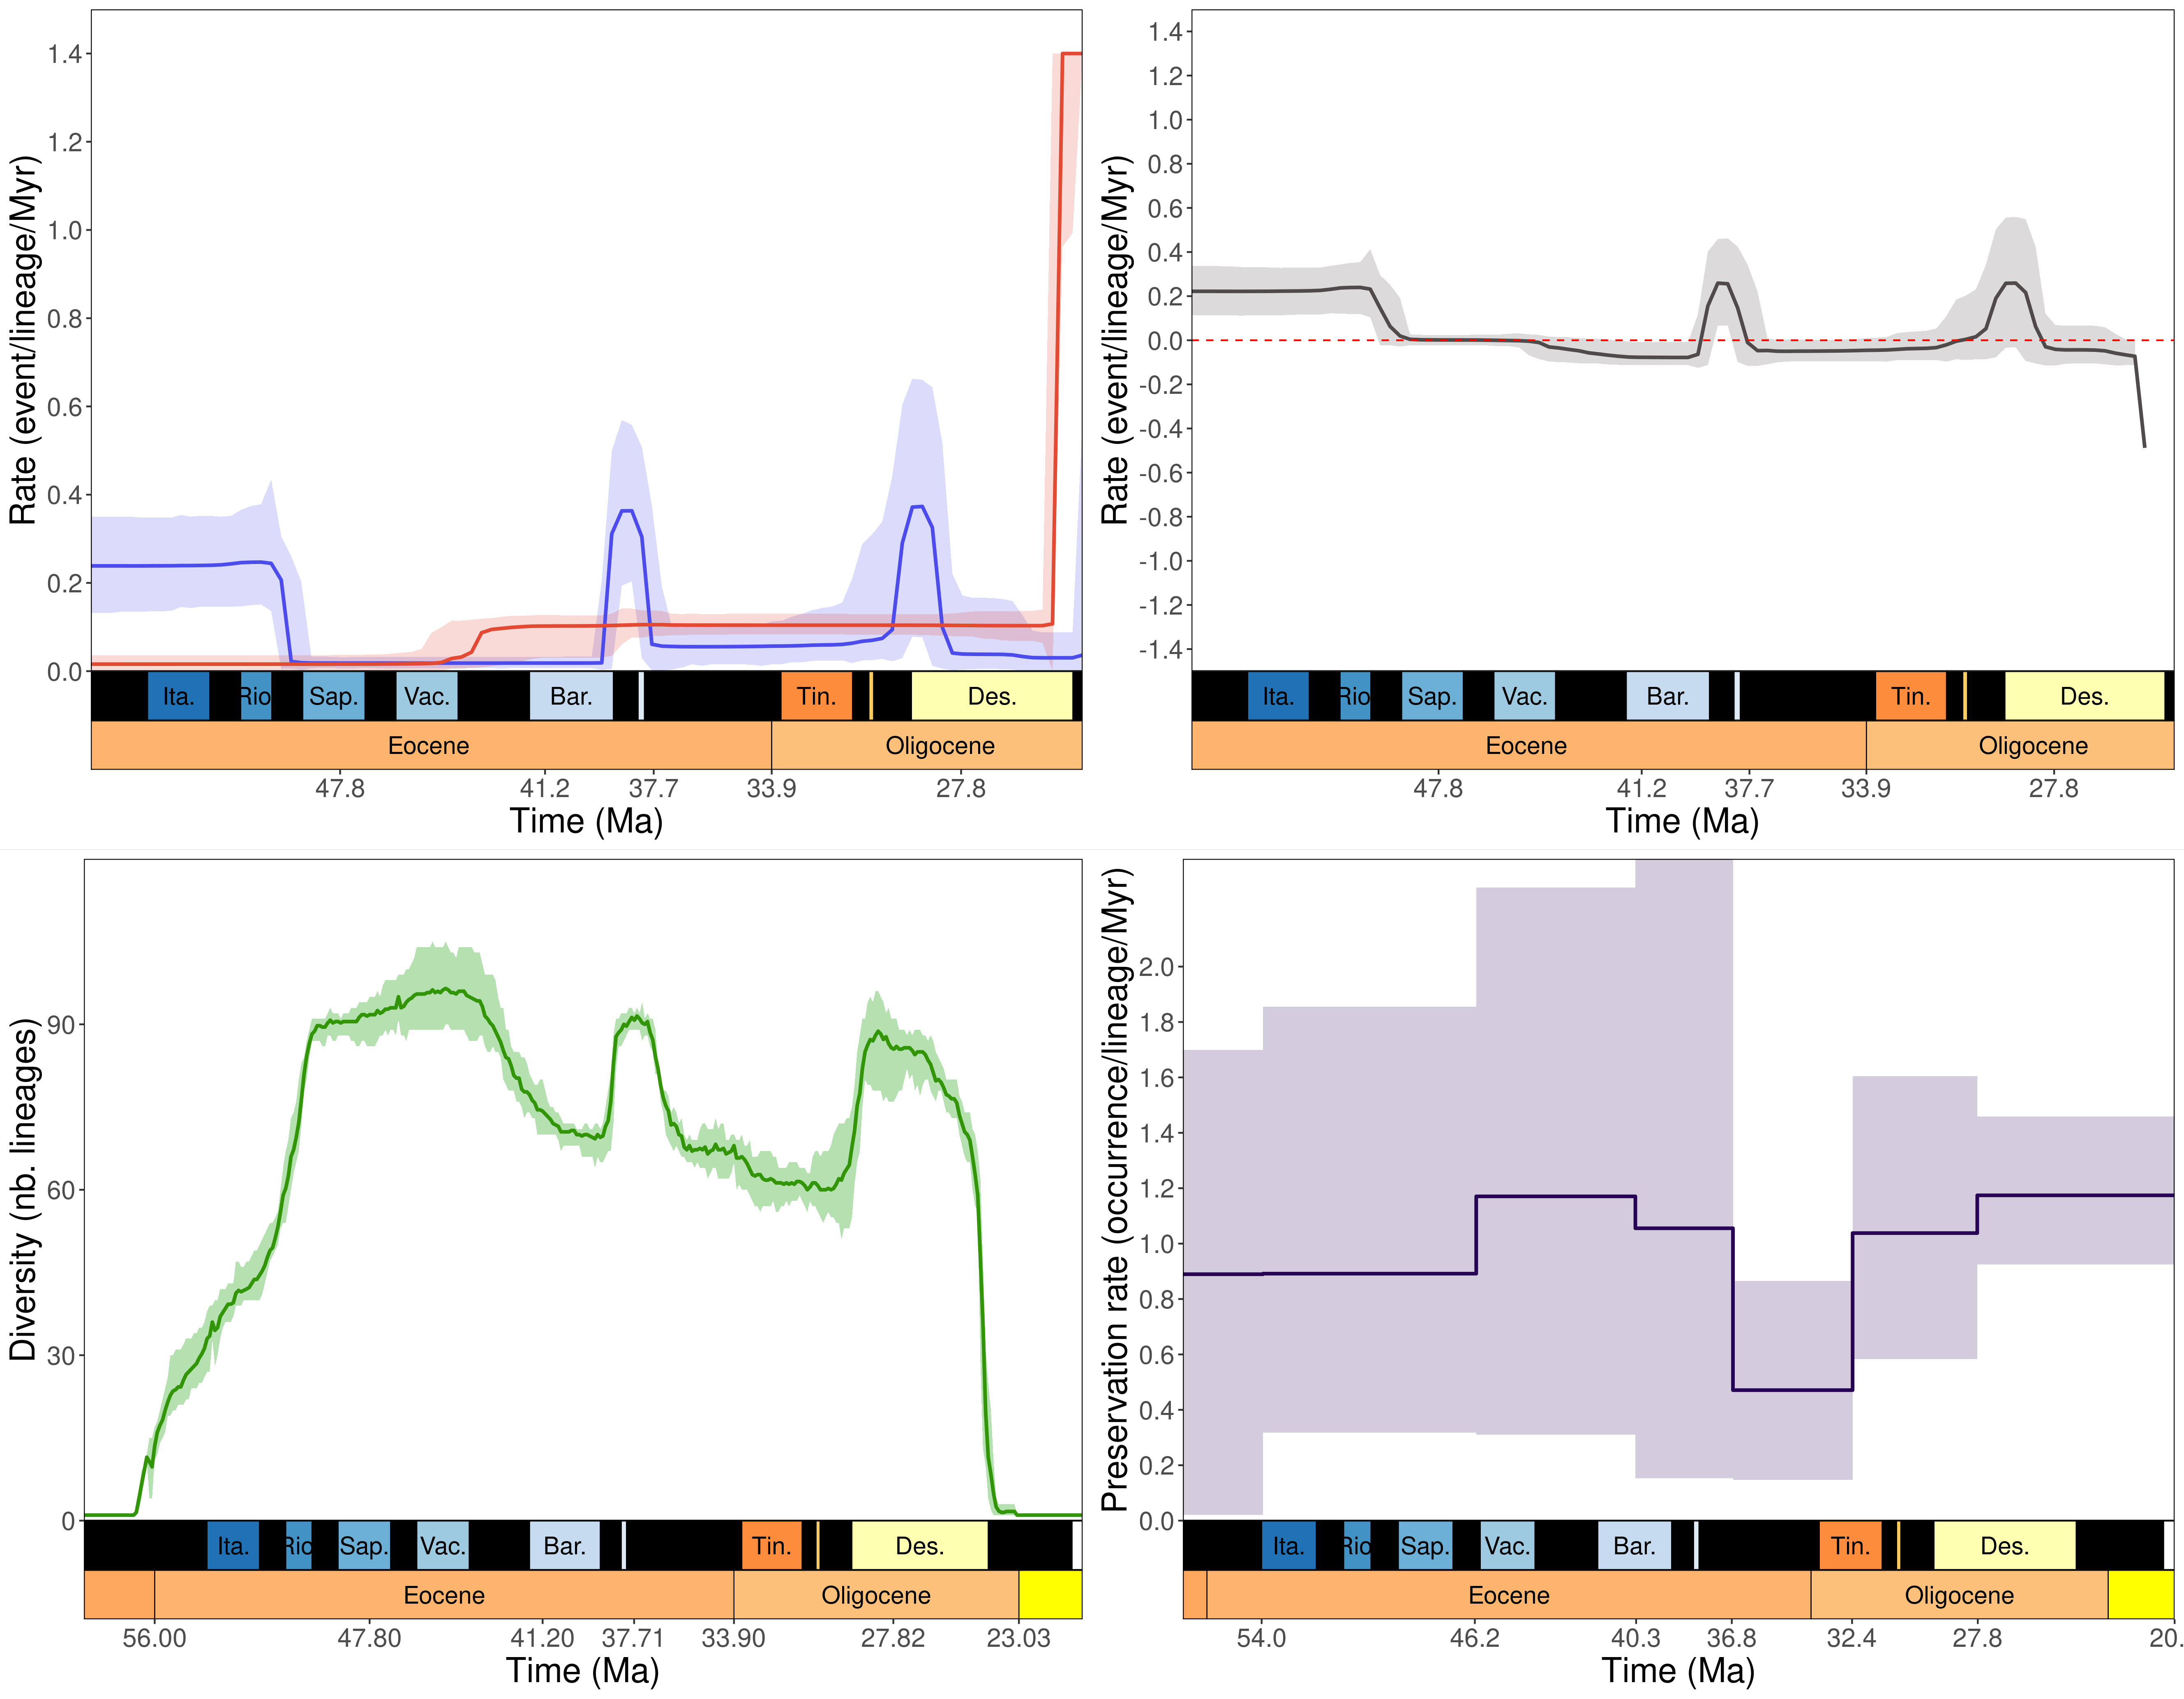 Rate (event/lineage/Myr)
1.4
1.2
1.0
0.8
0.6
0.4
0.2
0.0
Ita. Rio Sap. Vac. Bar. Tin. Des.
Eocene Oligocene
47.8 41.2 37.7 33.9 27.8
Time (Ma)
Rate (event/lineage/Myr)
1.4
1.2
1.0
0.8
0.6
0.4
0.2
0.0
-0.2
-0.4
-0.6
-0.8
-1.0
-1.2
-1.4
Ita. Rio Sap. Vac. Bar. Tin. Des.
Eocene Oligocene
47.8 41.2 37.7 33.9 27.8
Time (Ma)
Diversity (nb. lineages)
90
60
30
0
Ita. Rio Sap. Vac. Bar. Tin. Des.
Eocene Oligocene
56.00 47.80 41.20 37.71 33.90 27.82 23.03
Time (Ma)
Preservation rate (occurrence/lineage/Myr)
2.0
1.8
1.6
1.4
1.2
1.0
0.8
0.6
0.4
0.2
0.0
Ita. Rio Sap. Vac. Bar. Tin. Des.
Eocene Oligocene
54.0 46.2 40.3 36.8 32.4 27.8 20.
Time (Ma)